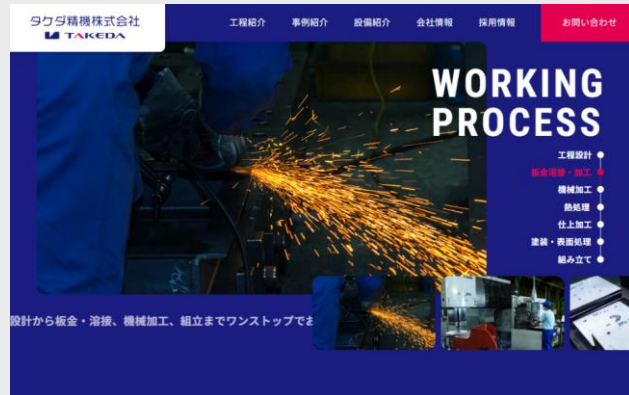 タケダ精機株式会社
TAKEDA
工程紹介 事例紹介 設備紹介 会社情報 採用情報 お問い合わせ
WORKING
PROCESS
工程設計
板金溶接・加工
機械加工
熱処理
仕上加工
塗装・表面処理
組み立て
設計から板金・溶接、機械加工、組立までワンストップでお